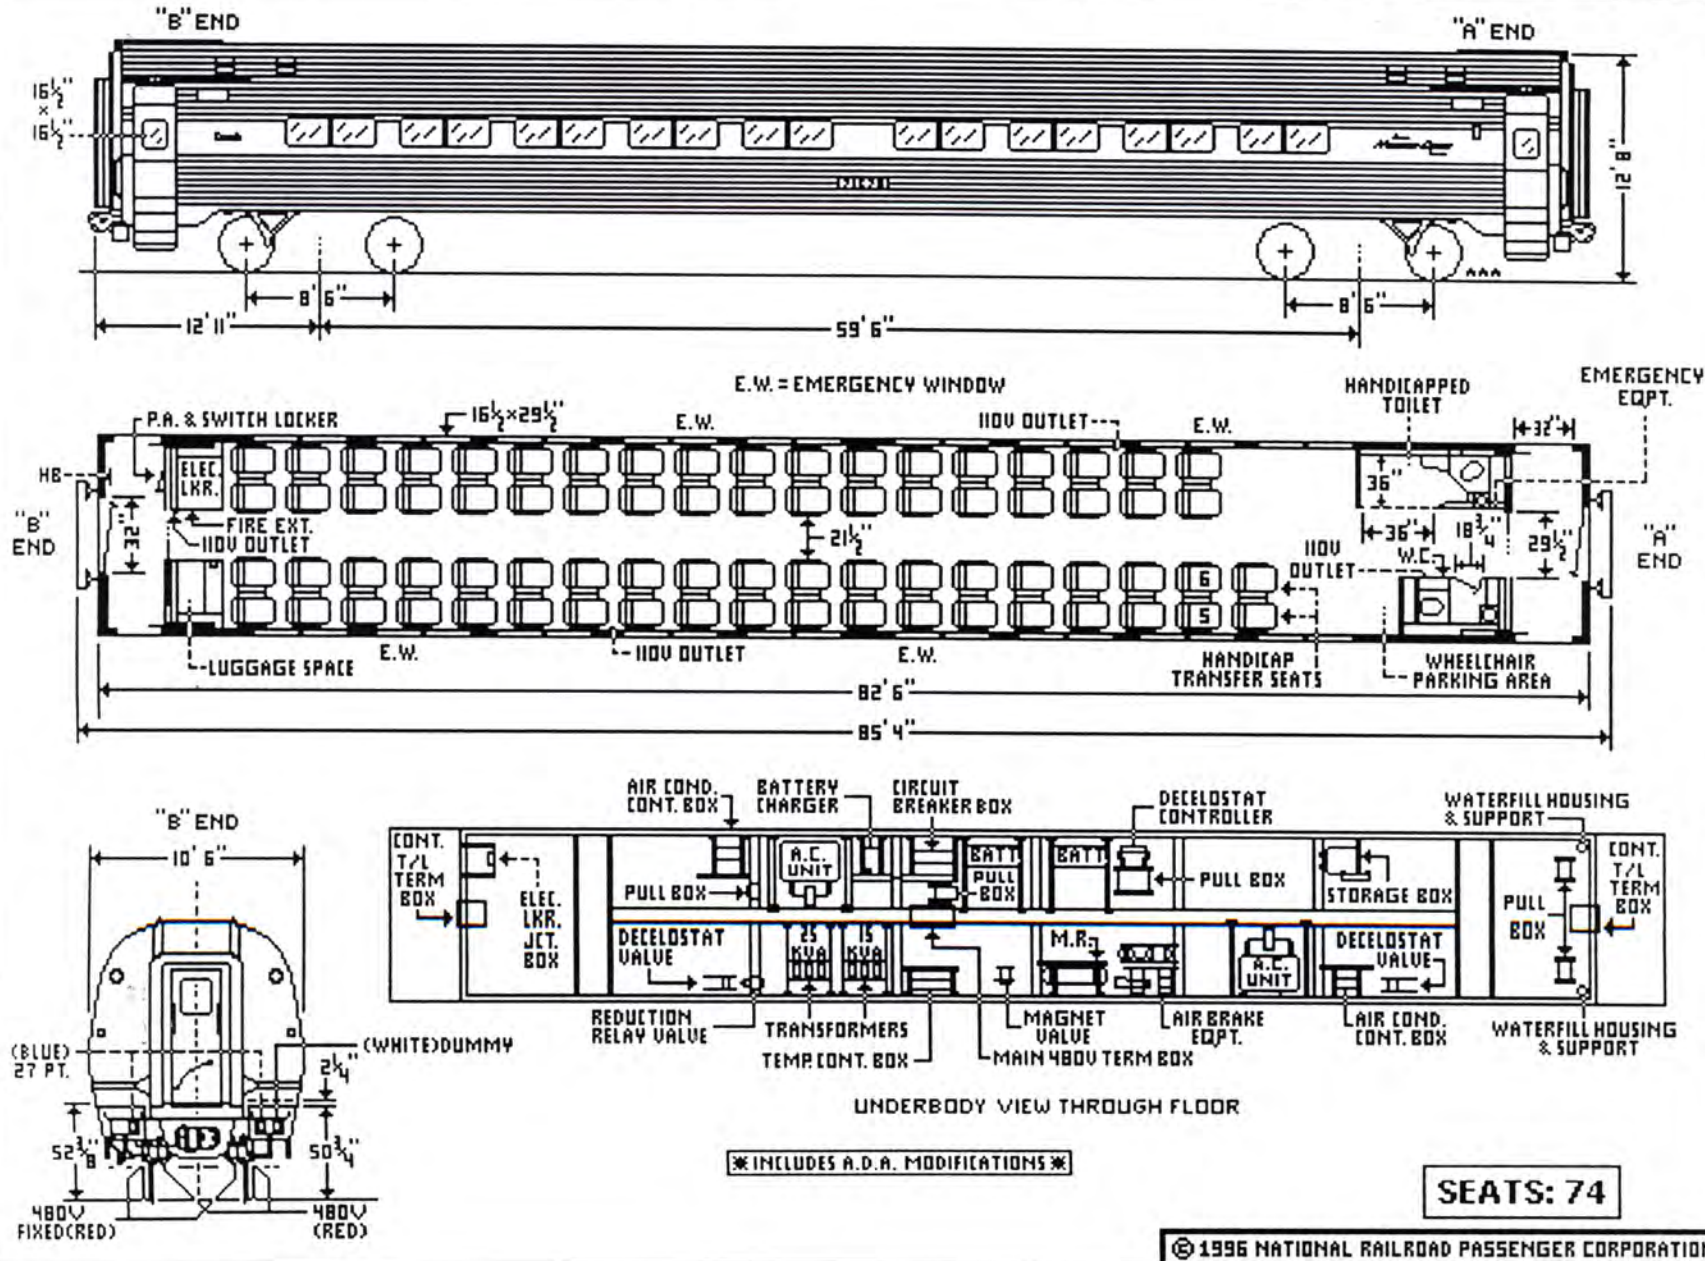 "B" END
"A" END
16½"
×
16½"
12' 8"
8' 6"
8' 6"
12' 11"
59' 6"
E.W. = EMERGENCY WINDOW
HANDICAPPED
TOILET
EMERGENCY
EQPT.
P.A. & SWITCH LOCKER
16½×29½"
E.W.
110V OUTLET
E.W.
32"
HB
ELEC.
LKR.
36"
"B"
END
32"
FIRE EXT.
110V OUTLET
21½"
36"
18¾"
29½"
"A"
END
110V
OUTLET
W.C.
6
5
LUGGAGE SPACE
E.W.
110V OUTLET
E.W.
HANDICAP
TRANSFER SEATS
WHEELCHAIR
PARKING AREA
82' 6"
85' 4"
"B" END
10' 6"
(BLUE)
27 PT.
(WHITE) DUMMY
2¼"
52⅜"
50¾"
480V
FIXED(RED)
480V
(RED)
AIR COND.
CONT. BOX
BATTERY
CHARGER
CIRCUIT
BREAKER BOX
DECELOSTAT
CONTROLLER
WATERFILL HOUSING
& SUPPORT
CONT.
T/L
TERM
BOX
A.C.
UNIT
BATT
BATT
PULL BOX
PULL
BOX
PULL BOX
STORAGE BOX
CONT.
T/L
TERM
BOX
ELEC.
LKR.
JCT.
BOX
PULL
BOX
DECELOSTAT
VALVE
25
KVA
15
KVA
M.R.
A.C.
UNIT
DECELOSTAT
VALVE
REDUCTION
RELAY VALVE
TRANSFORMERS
TEMP. CONT. BOX
MAGNET
VALVE
MAIN 480V TERM BOX
AIR BRAKE
EQPT.
AIR COND.
CONT. BOX
WATERFILL HOUSING
& SUPPORT
UNDERBODY VIEW THROUGH FLOOR
※ INCLUDES A.D.A. MODIFICATIONS ※
SEATS: 74
© 1996 NATIONAL RAILROAD PASSENGER CORPORATION